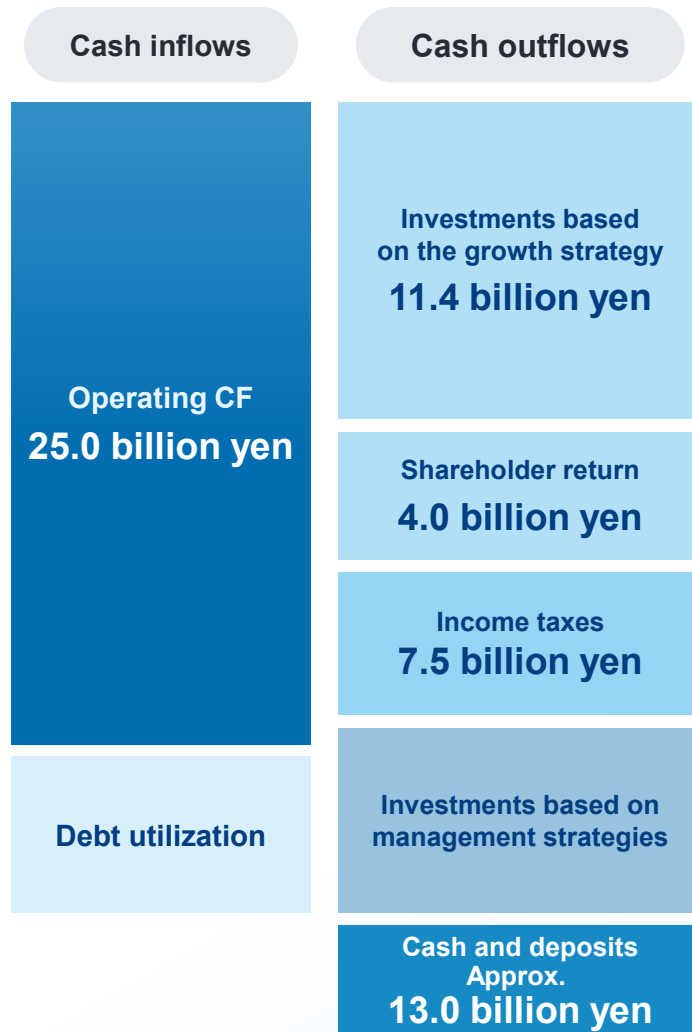 Cash inflows
Cash outflows
Operating CF
25.0 billion yen
Debt utilization
Investments based
on the growth strategy
11.4 billion yen
Shareholder return
4.0 billion yen
Income taxes
7.5 billion yen
Investments based on
management strategies
Cash and deposits
Approx.
13.0 billion yen